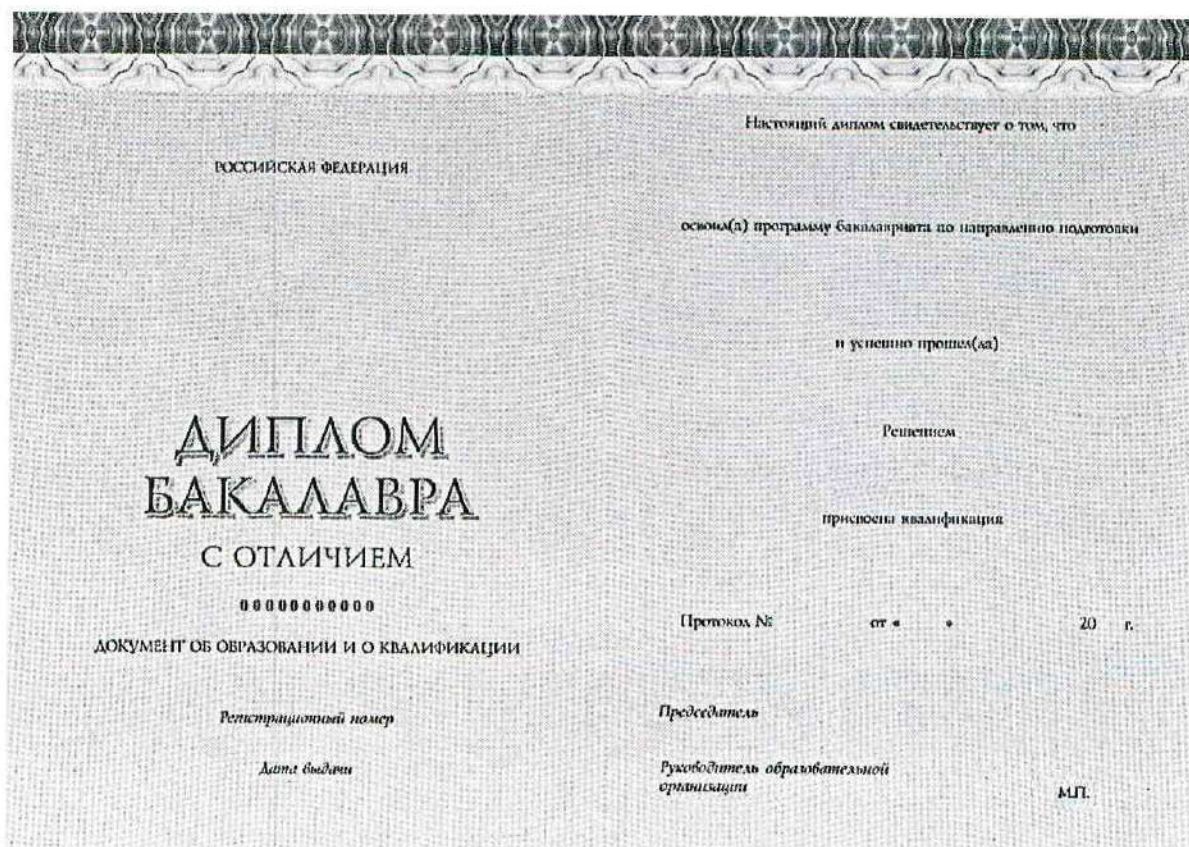 РОССИЙСКАЯ ФЕДЕРАЦИЯ
ДИПЛОМ
БАКАЛАВРА
С ОТЛИЧИЕМ
00000000000
ДОКУМЕНТ ОБ ОБРАЗОВАНИИ И О КВАЛИФИКАЦИИ
Регистрационный номер
Дата выдачи
Настоящий диплом свидетельствует о том, что
освоил(а) программу бакалавриата по направлению подготовки
и успешно прошел(ла)
Решением
присвоена квалификация
Протокол № от « » 20 г.
Председатель
Руководитель образовательной
организации
М.П.